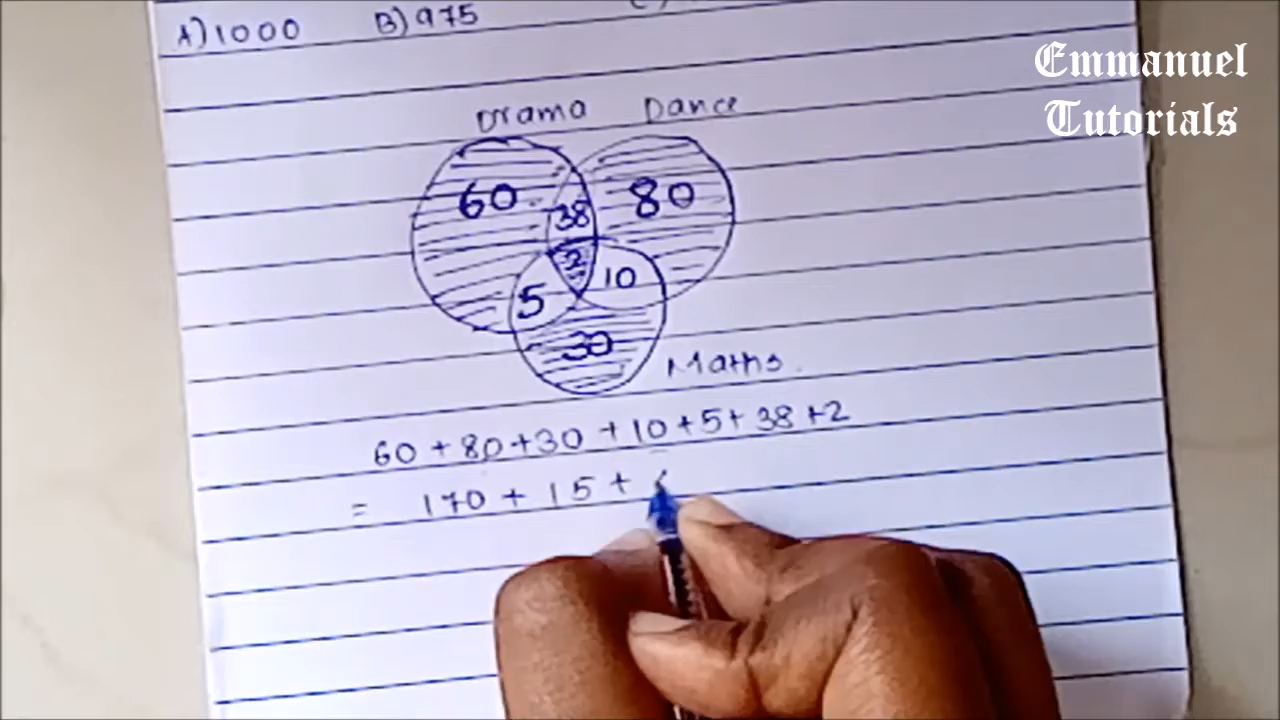 A) 1000 B) 975
Emmanuel
Tutorials
Drama Dance
60 38 80
2
5 10
30
Maths.
60 + 80 + 30 + 10 + 5 + 38 + 2
= 170 + 15 +